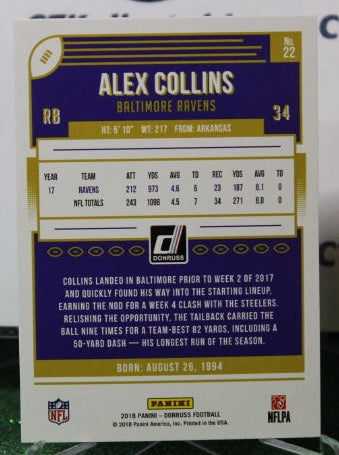 No.
22
ALEX COLLINS
BALTIMORE RAVENS
RB
34
HT: 5' 10" WT: 217 FROM: ARKANSAS
YEAR TEAM ATT YDS AVG TD REC YDS AVG TD
17 RAVENS 212 973 4.6 6 23 187 8.1 0
NFL TOTALS 243 1098 4.5 7 34 271 8.0 0
DONRUSS
COLLINS LANDED IN BALTIMORE PRIOR TO WEEK 2 OF 2017
AND QUICKLY FOUND HIS WAY INTO THE STARTING LINEUP,
EARNING THE NOD FOR A WEEK 4 CLASH WITH THE STEELERS.
RELISHING THE OPPORTUNITY, THE TAILBACK CARRIED THE
BALL NINE TIMES FOR A TEAM-BEST 82 YARDS, INCLUDING A
50-YARD DASH — HIS LONGEST RUN OF THE SEASON.
BORN: AUGUST 26, 1994
NFL
PANINI
2018 PANINI – DONRUSS FOOTBALL
© 2018 Panini America, Inc. Printed in the USA.
NFLPA